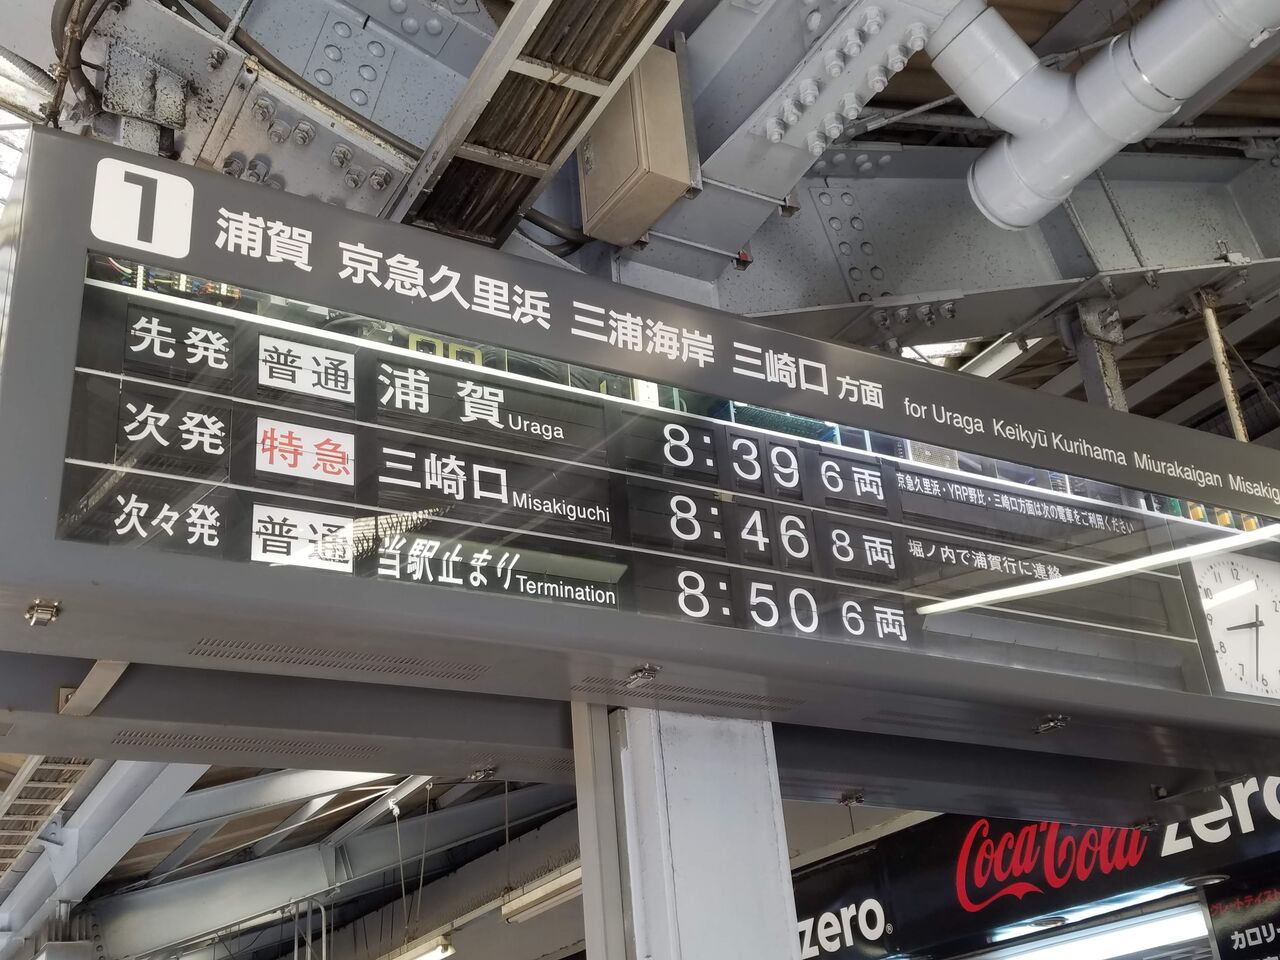 1 浦賀 京急久里浜 三浦海岸 三崎口 方面 for Uraga Keikyū Kurihama Miurakaigan
先発 普通 浦賀 Uraga 8:39 6両 京急久里浜・YRP野比・三崎口方面は次の電車をご利用ください
次発 特急 三崎口 Misakiguchi 8:46 8両 堀ノ内で浦賀行に連絡
次々発 普通 当駅止まり Termination 8:50 6両
Coca-Cola zero
zero
カロリー